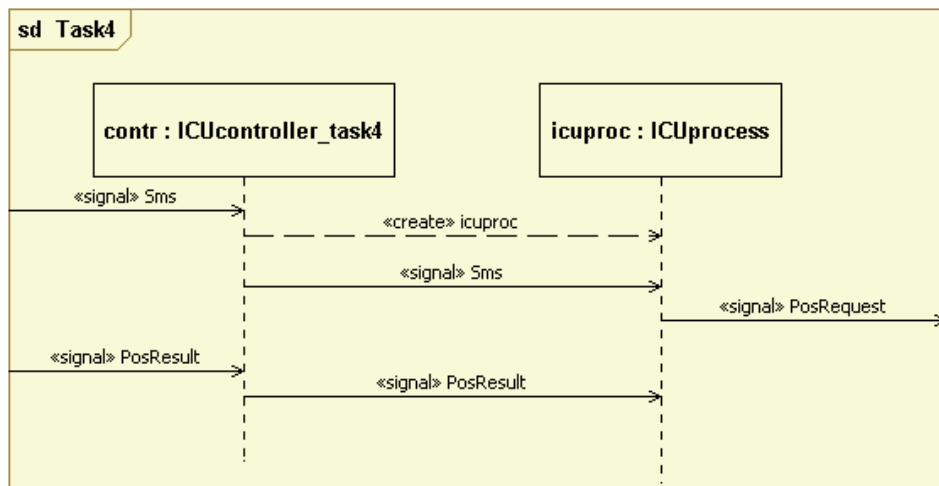 sd Task4
contr : ICUcontroller_task4
icuproc : ICUprocess
«signal» Sms
«create» icuproc
«signal» Sms
«signal» PosRequest
«signal» PosResult
«signal» PosResult